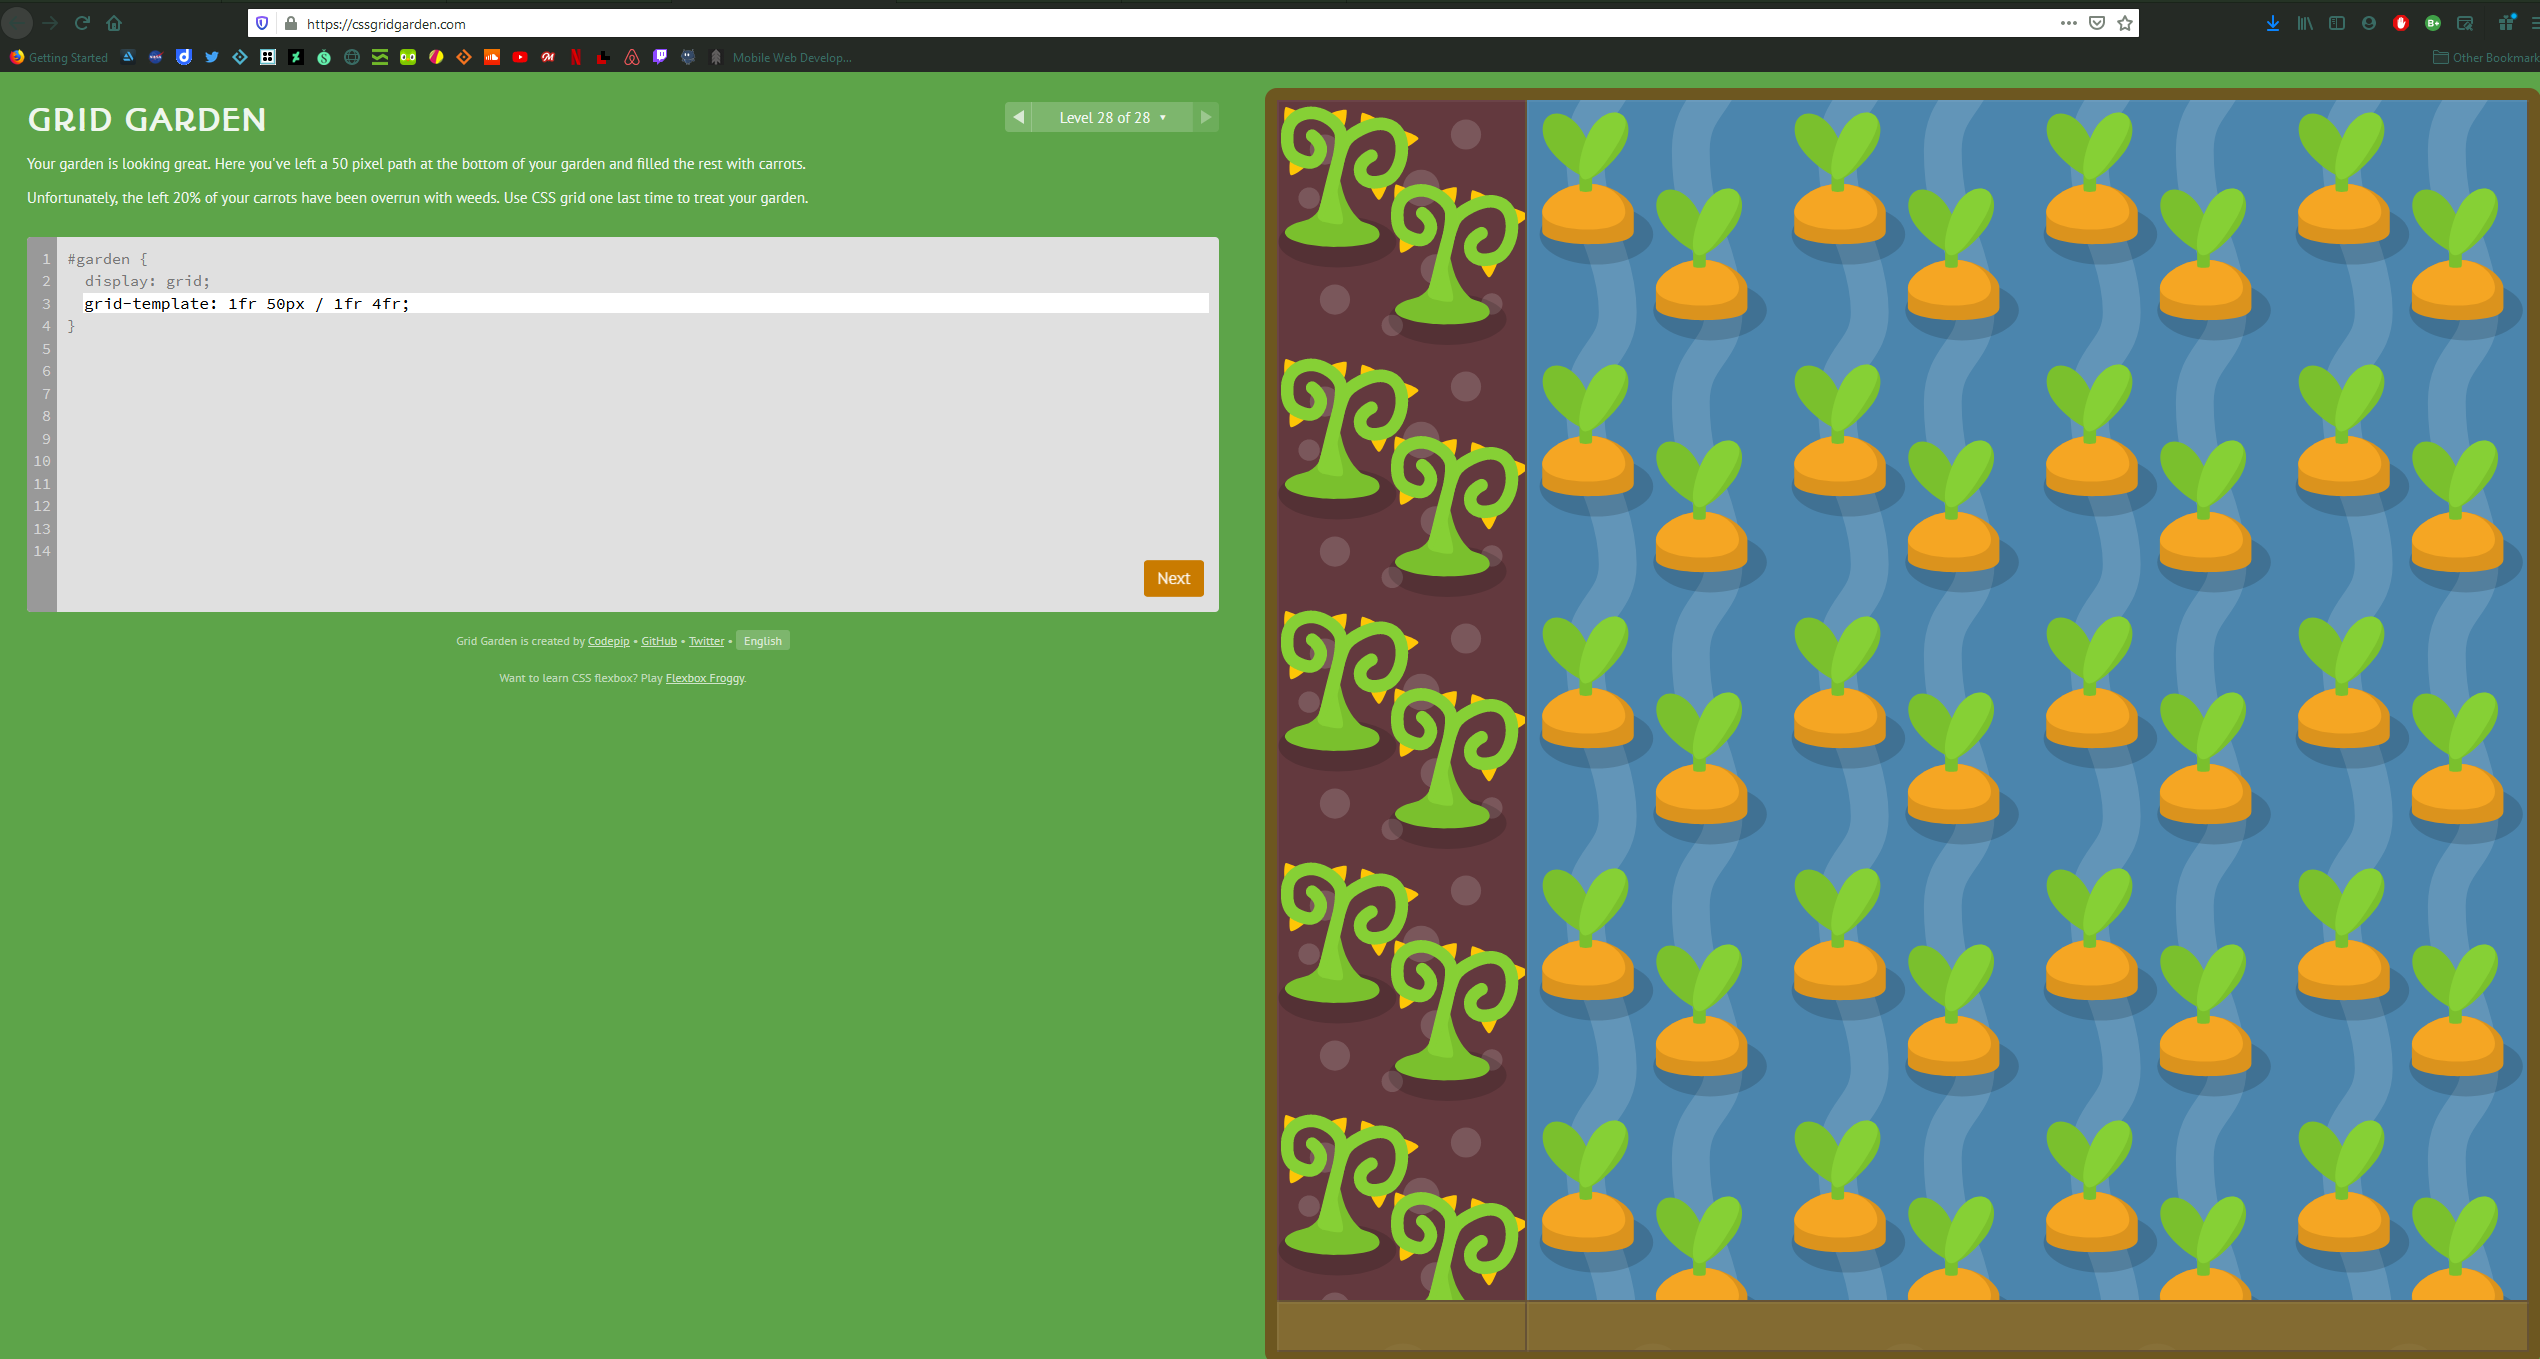 https://cssgridgarden.com
Getting Started
Mobile Web Develop...
Other Bookmark
GRID GARDEN
Level 28 of 28
Your garden is looking great. Here you've left a 50 pixel path at the bottom of your garden and filled the rest with carrots.
Unfortunately, the left 20% of your carrots have been overrun with weeds. Use CSS grid one last time to treat your garden.
1 #garden {
2 display: grid;
3 grid-template: 1fr 50px / 1fr 4fr;
4 }
5
6
7
8
9
10
11
12
13
14
Next
Grid Garden is created by Codepip • GitHub • Twitter • English
Want to learn CSS flexbox? Play Flexbox Froggy.